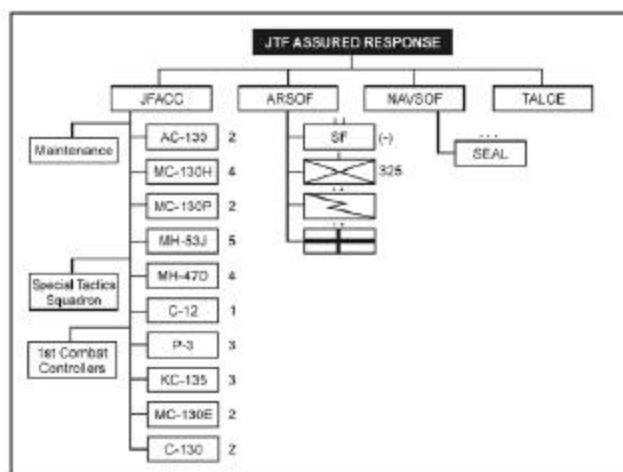 JTF ASSURED RESPONSE
JFACC
ARSOF
NAVSOF
TALCE
Maintenance
Special Tactics
Squadron
1st Combat
Controllers
AC-130 2
MC-130H 4
MC-130P 2
MH-53J 5
MH-47D 4
C-12 1
P-3 3
KC-135 3
MC-130E 2
C-130 2
SF (-)
325
SEAL